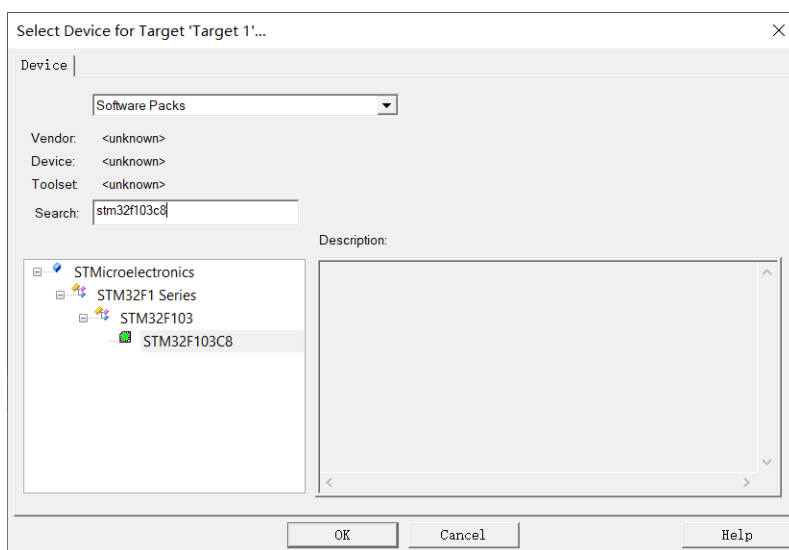 Select Device for Target 'Target 1'...
Device
Software Packs
Vendor: <unknown>
Device: <unknown>
Toolset: <unknown>
Search: stm32f103c8
Description:
STMicroelectronics
STM32F1 Series
STM32F103
STM32F103C8
OK Cancel Help